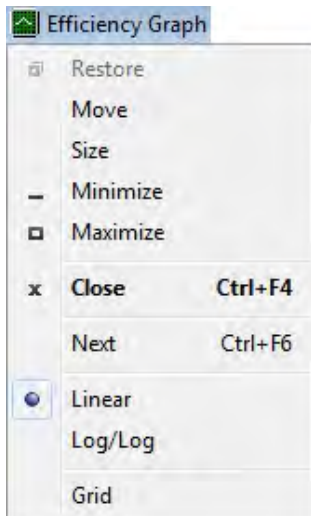 Efficiency Graph
Restore
Move
Size
Minimize
Maximize
Close Ctrl+F4
Next Ctrl+F6
Linear
Log/Log
Grid